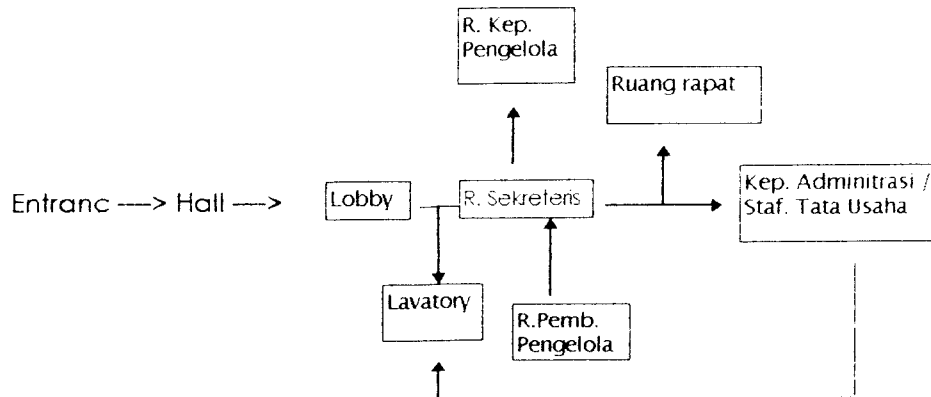 R. Kep.
Pengelola
Ruang rapat
Entranc ----> Hall ---->
Lobby
R. Sekreteris
Kep. Adminitrasi /
Staf. Tata Usaha
Lavatory
R.Pemb.
Pengelola